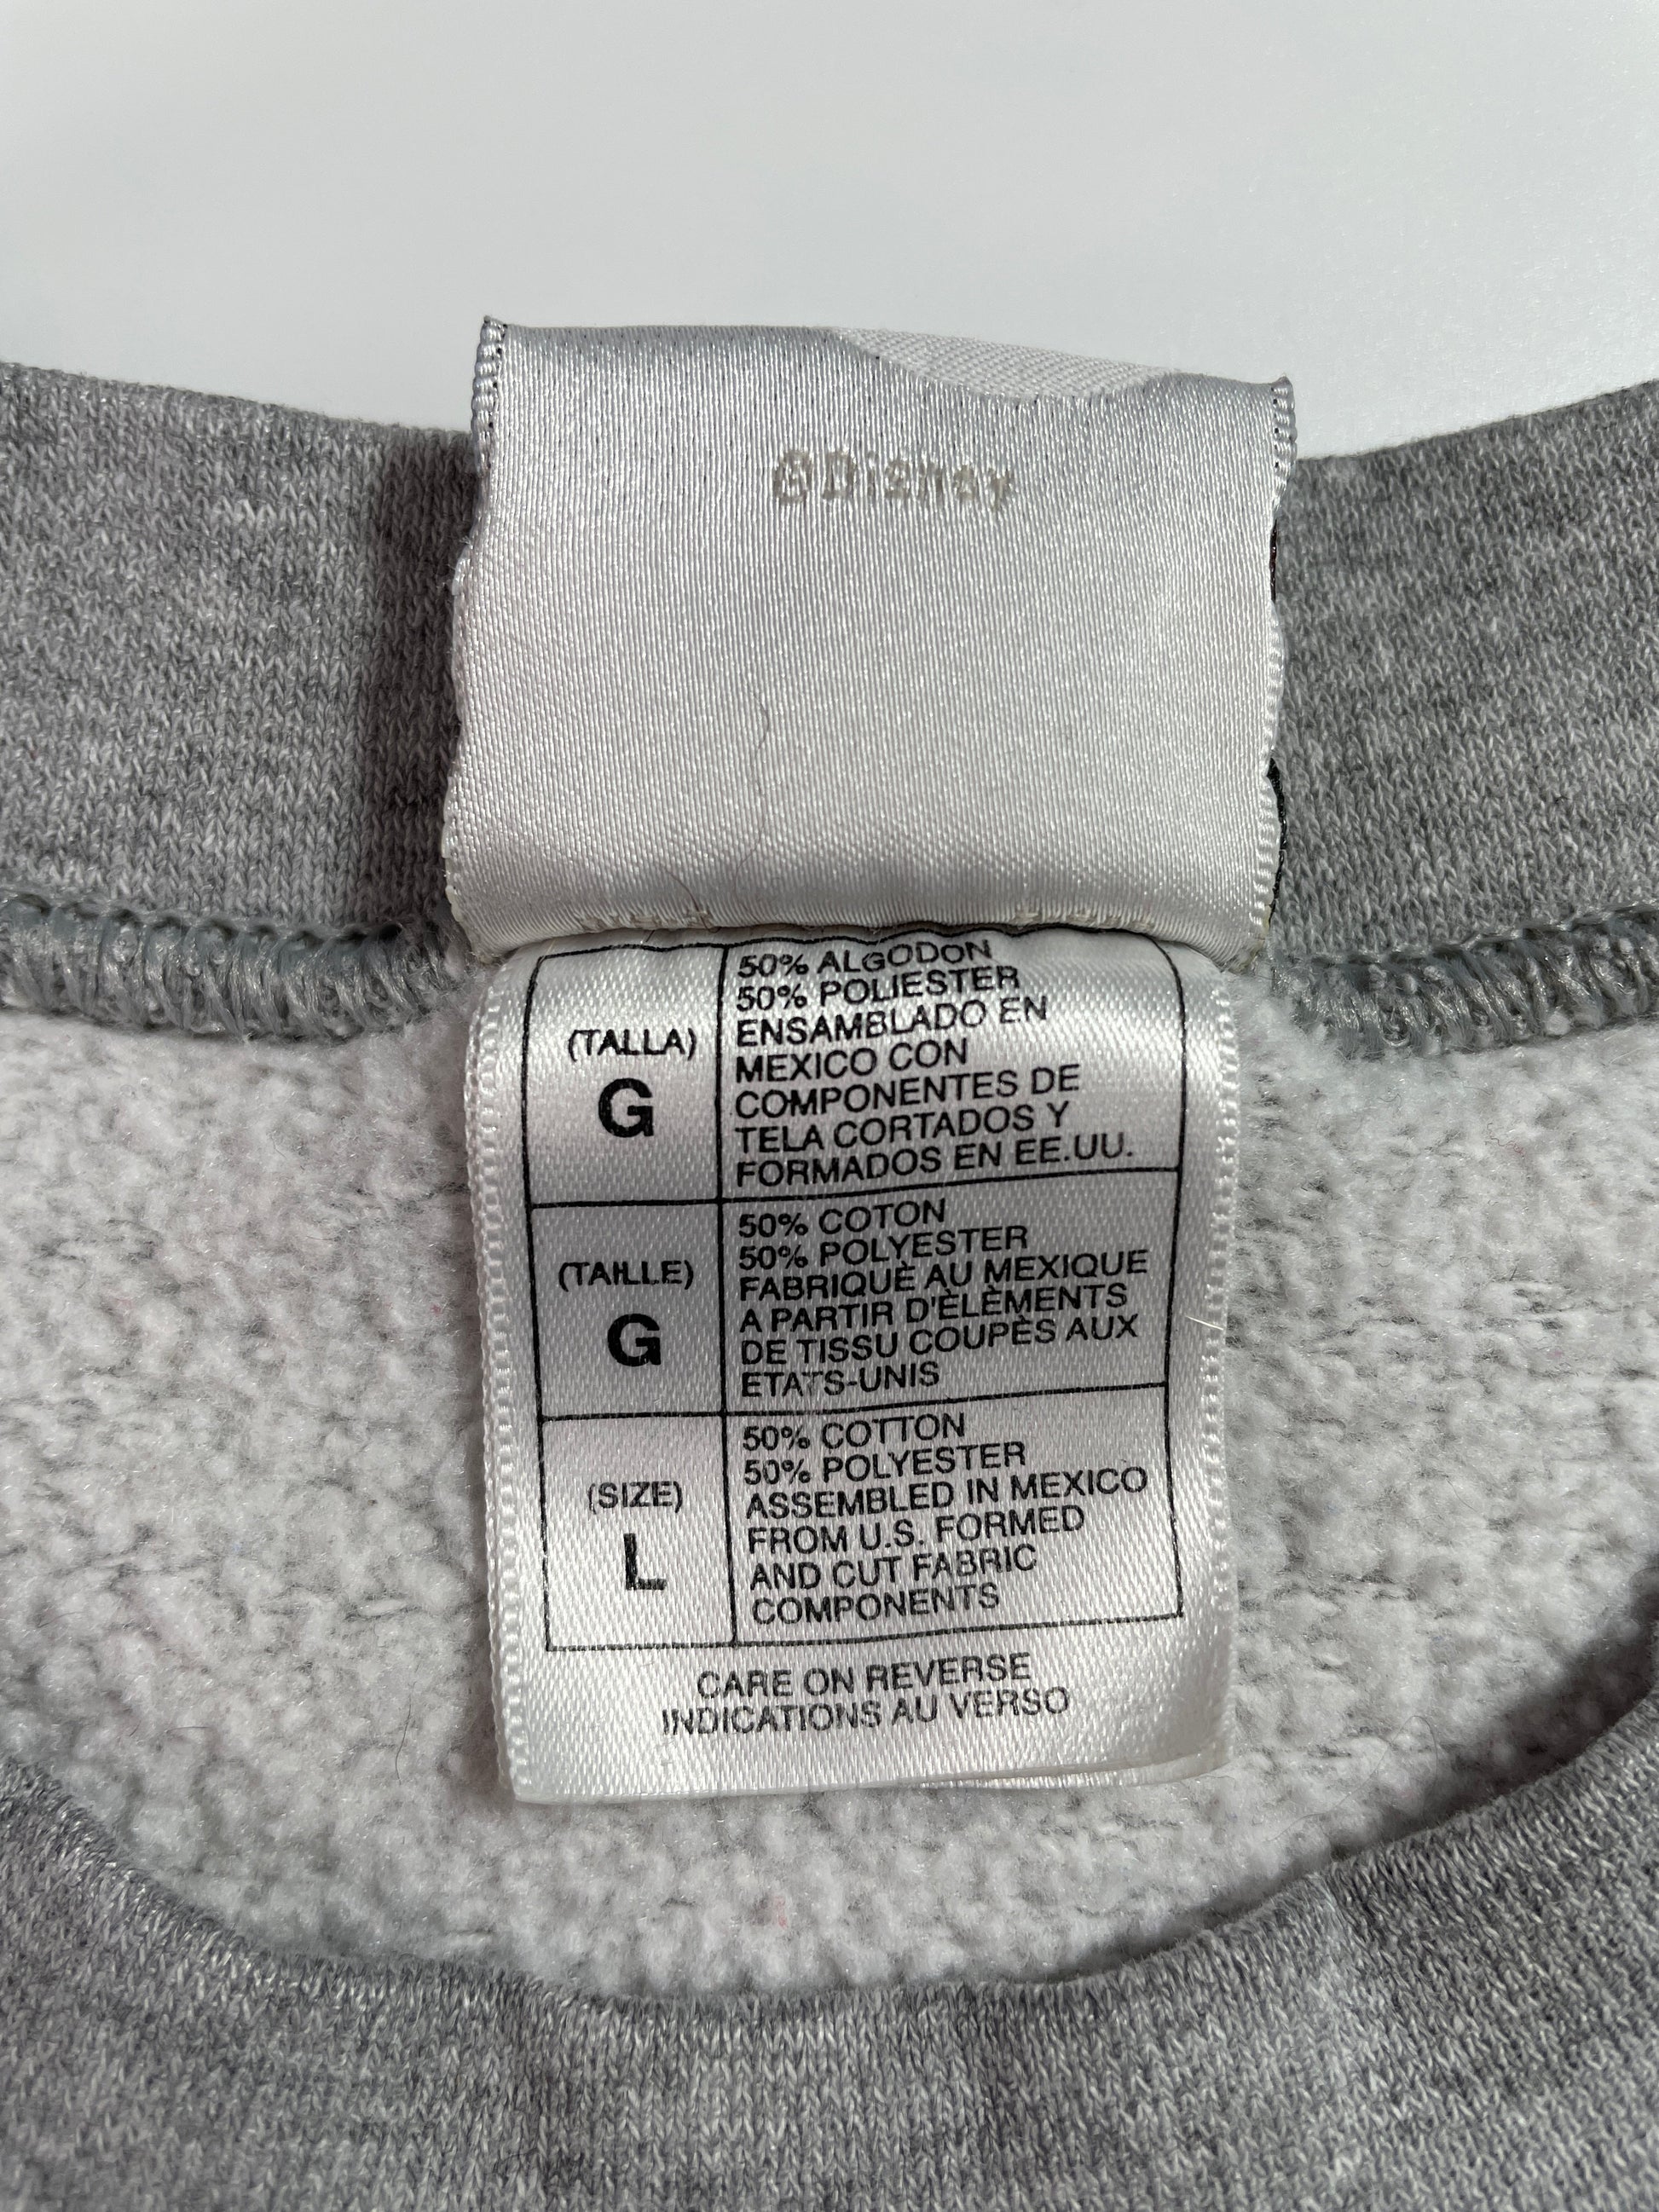 ©Disney
(TALLA)
G
50% ALGODON
50% POLIESTER
ENSAMBLADO EN
MEXICO CON
COMPONENTES DE
TELA CORTADOS Y
FORMADOS EN EE.UU.
(TAILLE)
G
50% COTON
50% POLYESTER
FABRIQUÈ AU MEXIQUE
A PARTIR D'ÈLÈMENTS
DE TISSU COUPÈS AUX
ETATS-UNIS
(SIZE)
L
50% COTTON
50% POLYESTER
ASSEMBLED IN MEXICO
FROM U.S. FORMED
AND CUT FABRIC
COMPONENTS
CARE ON REVERSE
INDICATIONS AU VERSO